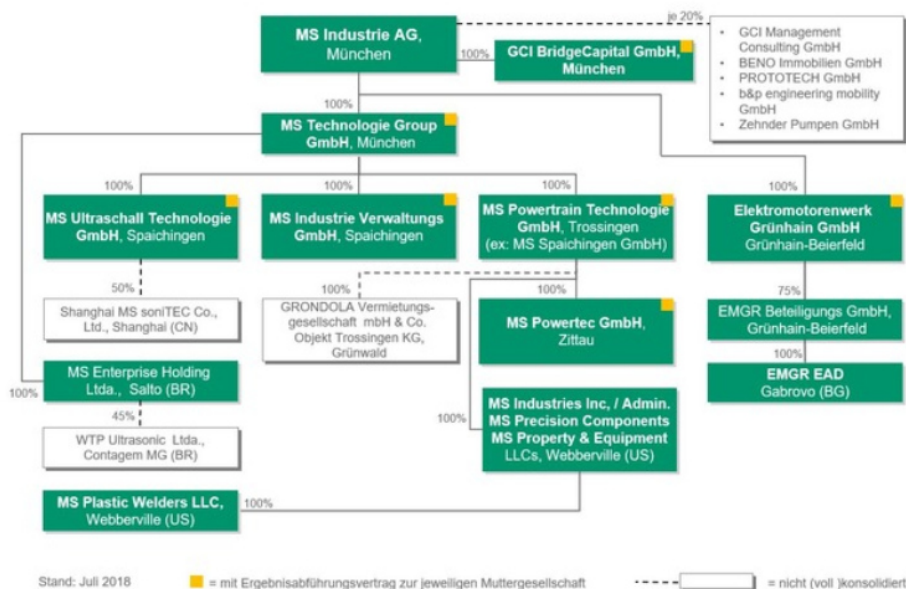 MS Industrie AG,
München
je 20%
• GCI Management
Consulting GmbH
• BENO Immobilien GmbH
• PROTOTECH GmbH
• b&p engineering mobility
GmbH
• Zehnder Pumpen GmbH
100%
GCI BridgeCapital GmbH,
München
100%
MS Technologie Group
GmbH, München
100%
MS Ultraschall Technologie
GmbH, Spaichingen
100%
MS Industrie Verwaltungs
GmbH, Spaichingen
100%
MS Powertrain Technologie
GmbH, Trossingen
(ex: MS Spaichingen GmbH)
100%
Elektromotorenwerk
Grünhain GmbH
Grünhain-Beierfeld
50%
Shanghai MS soniTEC Co.,
Ltd., Shanghai (CN)
100%
GRONDOLA Vermietungs-
gesellschaft mbH & Co.
Objekt Trossingen KG,
Grünwald
100%
MS Powertec GmbH,
Zittau
75%
EMGR Beteiligungs GmbH,
Grünhain-Beierfeld
100%
MS Enterprise Holding
Ltda., Salto (BR)
100%
EMGR EAD
Gabrovo (BG)
45%
WTP Ultrasonic Ltda.,
Contagem MG (BR)
100%
MS Industries Inc, / Admin.
MS Precision Components
MS Property & Equipment
LLCs, Webberville (US)
MS Plastic Welders LLC,
Webberville (US)
100%
Stand: Juli 2018
= mit Ergebnisabführungsvertrag zur jeweiligen Muttergesellschaft
= nicht (voll )konsolidiert